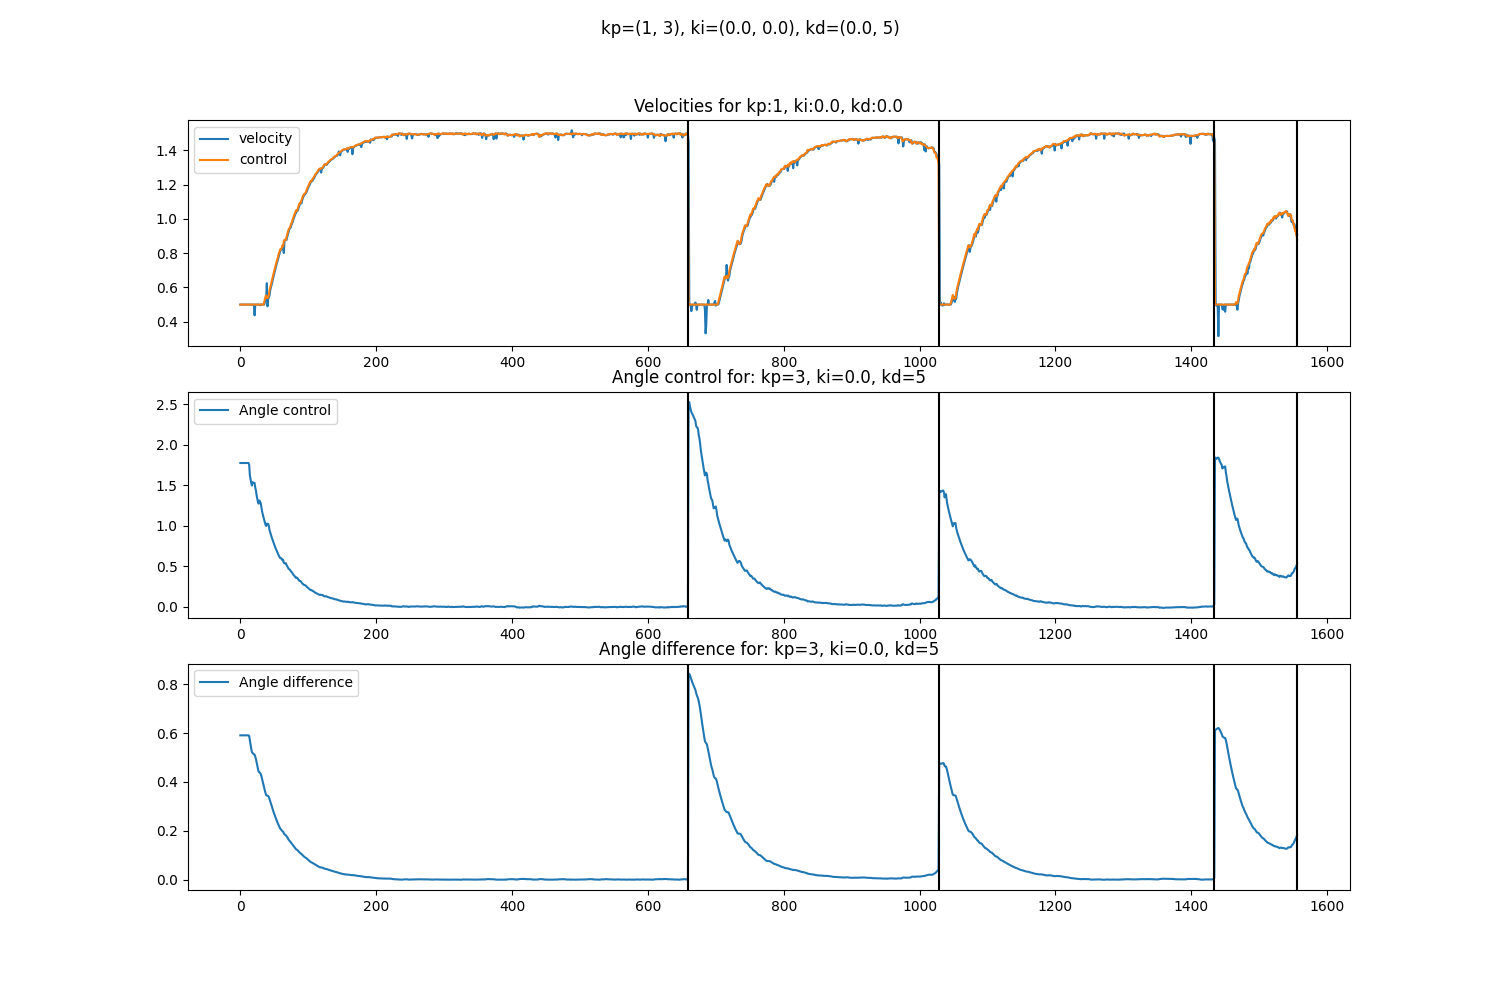 kp=(1, 3), ki=(0.0, 0.0), kd=(0.0, 5)
Velocities for kp:1, ki:0.0, kd:0.0
velocity
control
1.4
1.2
1.0
0.8
0.6
0.4
0 200 400 600 800 1000 1200 1400 1600
Angle control for: kp=3, ki=0.0, kd=5
Angle control
2.5
2.0
1.5
1.0
0.5
0.0
0 200 400 600 800 1000 1200 1400 1600
Angle difference for: kp=3, ki=0.0, kd=5
Angle difference
0.8
0.6
0.4
0.2
0.0
0 200 400 600 800 1000 1200 1400 1600